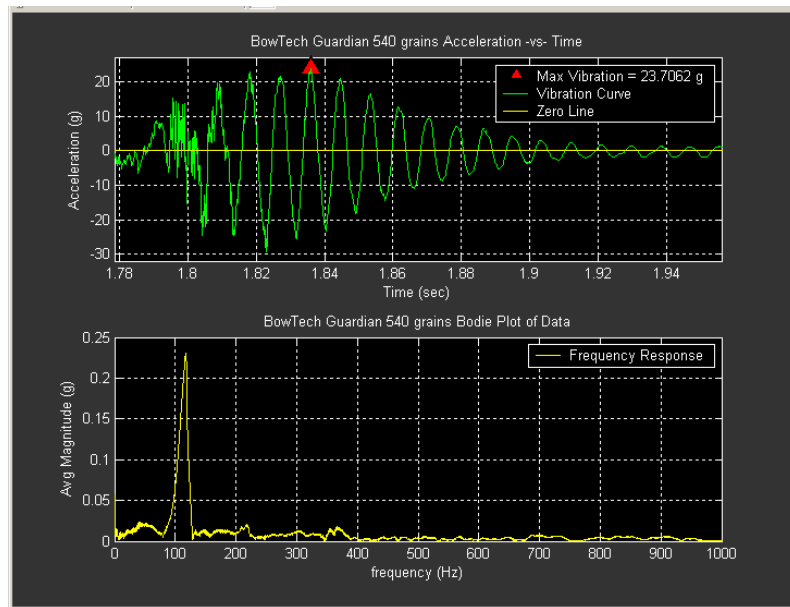 BowTech Guardian 540 grains Acceleration -vs- Time
Max Vibration = 23.7062 g
Vibration Curve
Zero Line
Acceleration (g)
20
10
0
-10
-20
-30
1.78 1.8 1.82 1.84 1.86 1.88 1.9 1.92 1.94
Time (sec)
BowTech Guardian 540 grains Bodie Plot of Data
Frequency Response
Avg Magnitude (g)
0.25
0.2
0.15
0.1
0.05
0
0 100 200 300 400 500 600 700 800 900 1000
frequency (Hz)